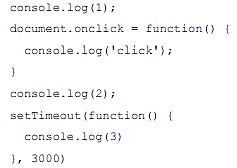 console.log(1);
document.onclick = function() {
  console.log('click');
}
console.log(2);
setTimeout(function() {
  console.log(3)
}, 3000)